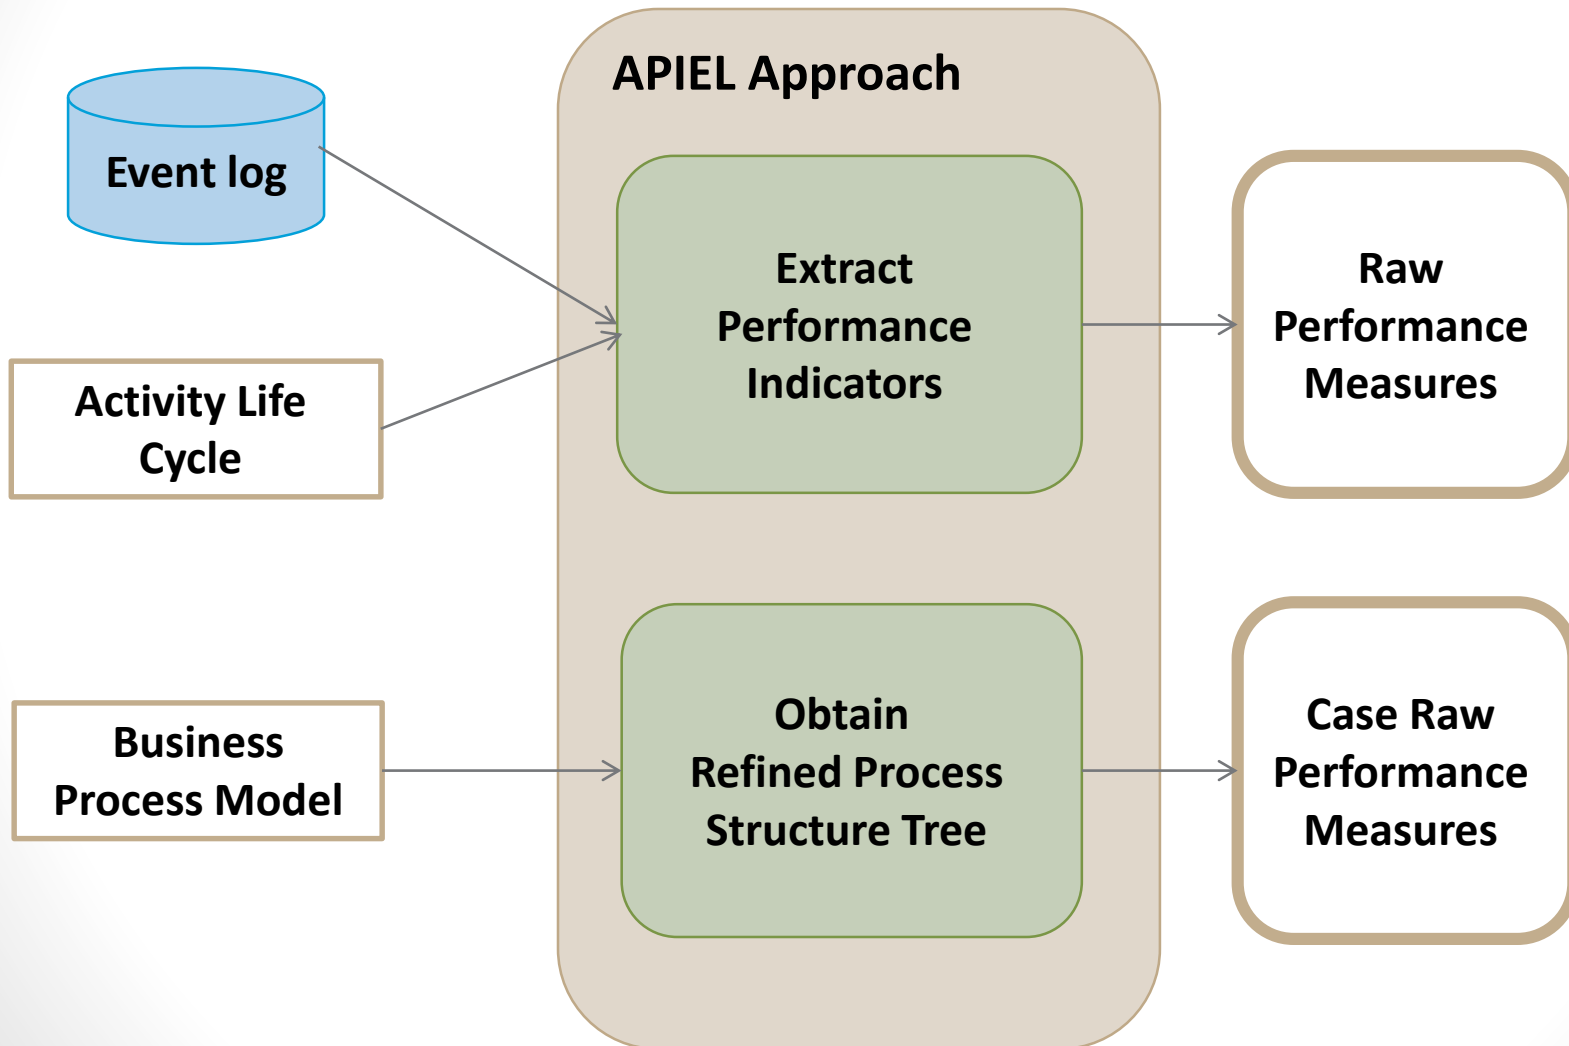 APIEL Approach
Event log
Extract
Performance
Indicators
Raw
Performance
Measures
Activity Life
Cycle
Business
Process Model
Obtain
Refined Process
Structure Tree
Case Raw
Performance
Measures